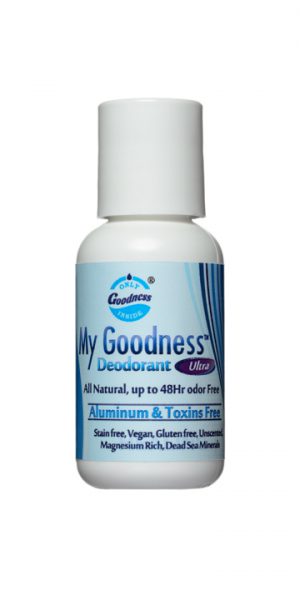 ONLY
Goodness ®
INSIDE
My Goodness™
Deodorant Ultra
All Natural, up to 48Hr odor Free
Aluminum & Toxins Free
Stain free, Vegan, Gluten free, Unscented,
Magnesium Rich, Dead Sea Minerals